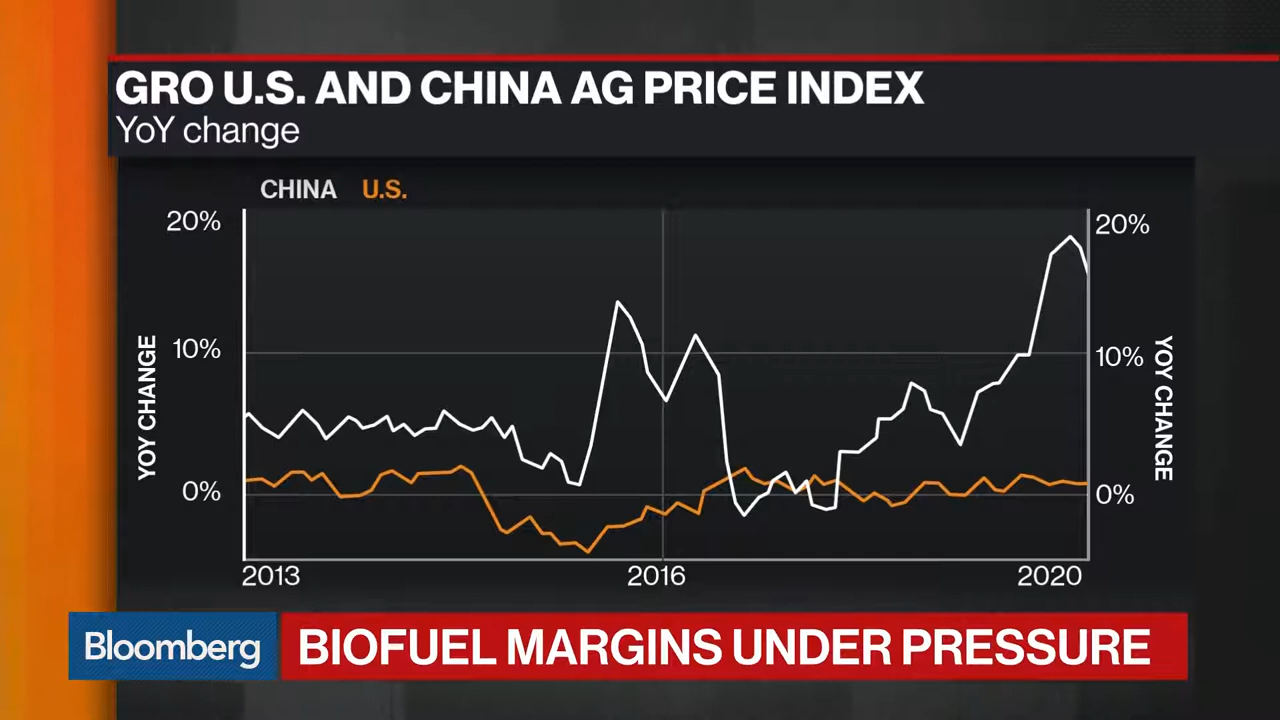 GRO U.S. AND CHINA AG PRICE INDEX
YoY change
CHINA U.S.
20% 20%
YOY CHANGE 10% 10% YOY CHANGE
0% 0%
2013 2016 2020
Bloomberg BIOFUEL MARGINS UNDER PRESSURE